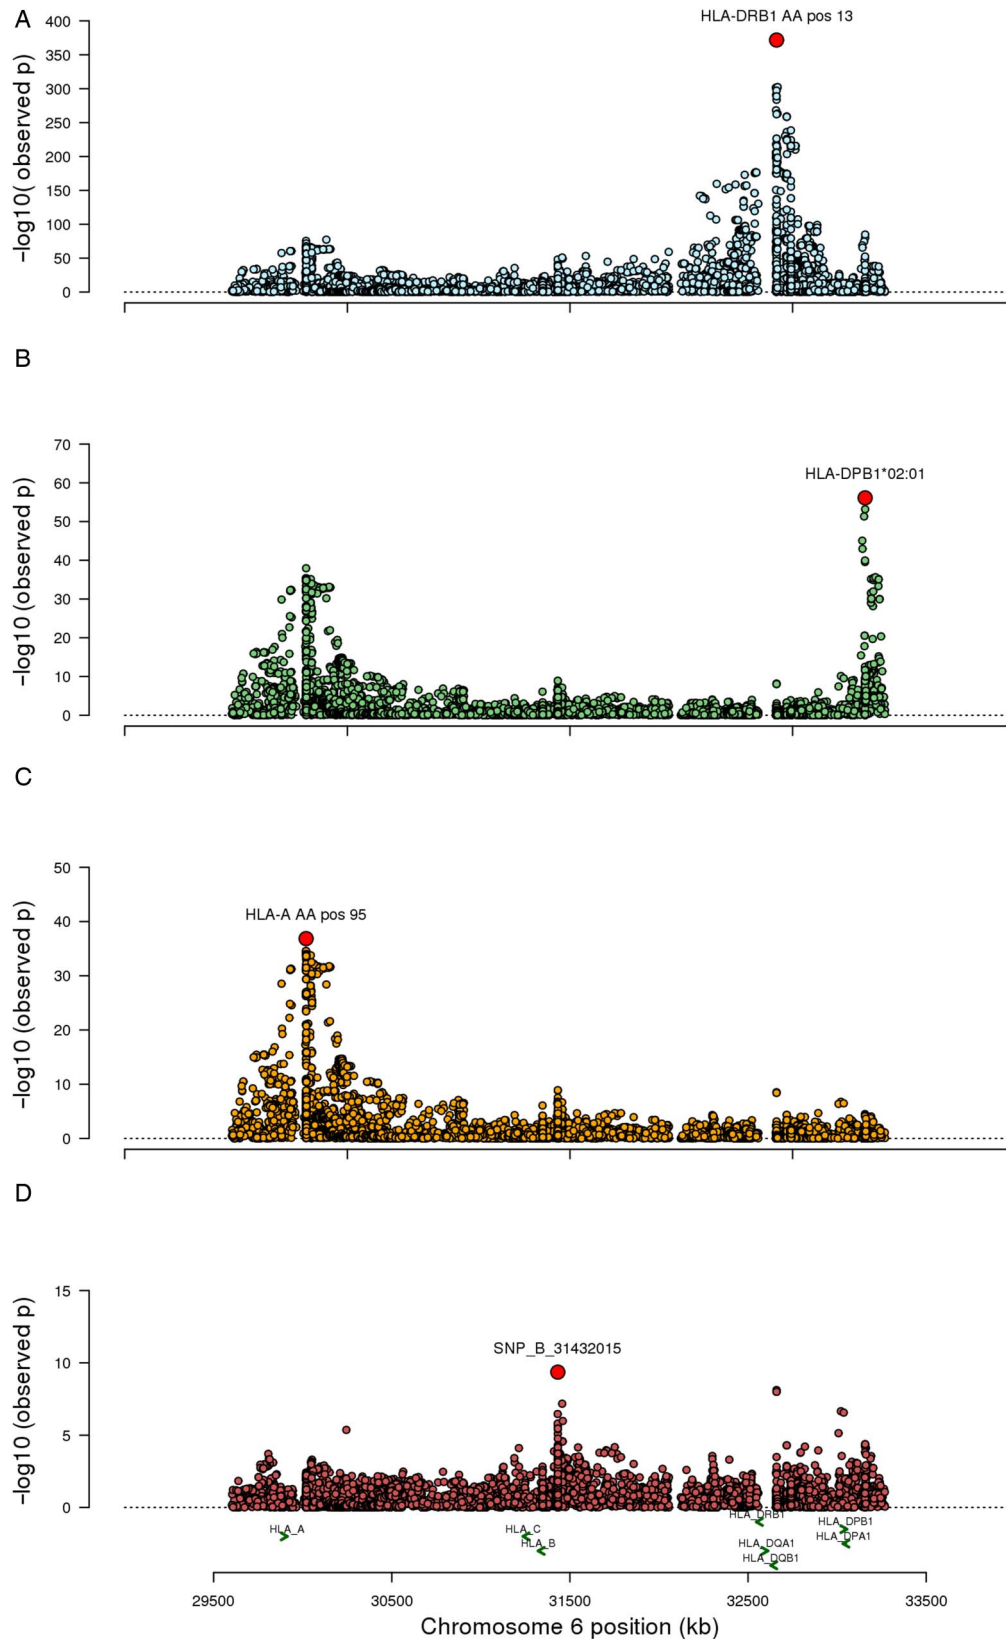 A
400
350
300
250
200
150
100
50
0
−log10( observed p)
HLA-DRB1 AA pos 13
B
70
60
50
40
30
20
10
0
−log10 (observed p)
HLA-DPB1*02:01
C
50
40
30
20
10
0
−log10 (observed p)
HLA-A AA pos 95
D
15
10
5
0
−log10 (observed p)
SNP_B_31432015
HLA_DRB1
HLA_A HLA_C HLA_DPB1
HLA_B HLA_DQA1 HLA_DPA1
HLA_DQB1
29500 30500 31500 32500 33500
Chromosome 6 position (kb)